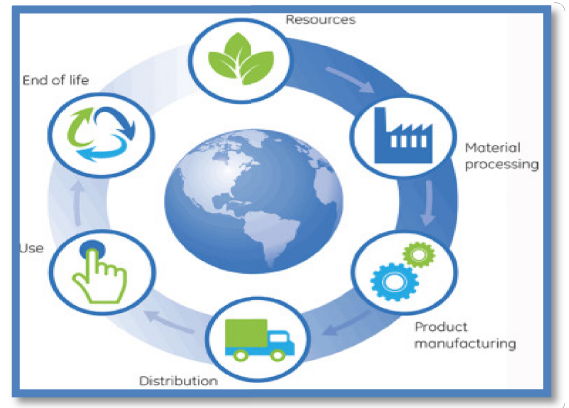 Resources
End of life
Material
processing
Use
Product
manufacturing
Distribution